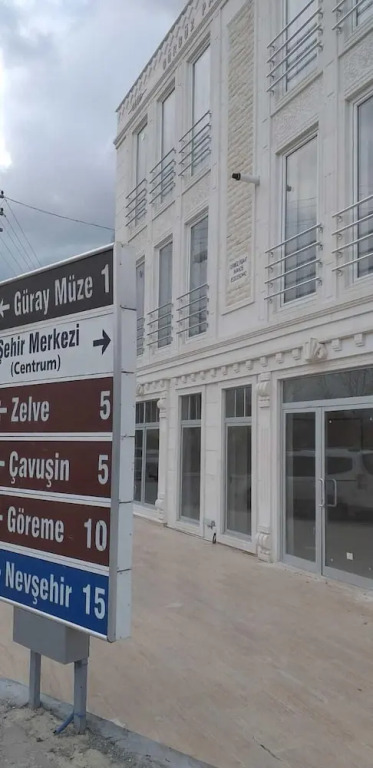 Güray Müze 1
Şehir Merkezi
(Centrum)
Zelve 5
Çavuşin 5
Göreme 10
Nevşehir 15